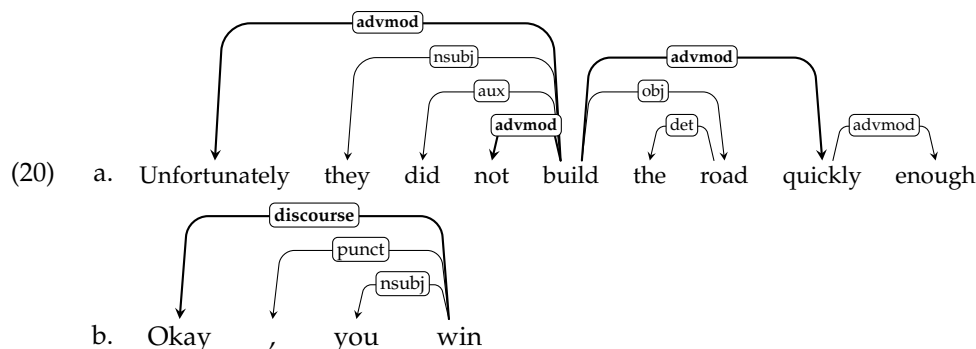 advmod
nsubj advmod
aux obj
advmod det advmod
(20) a. Unfortunately they did not build the road quickly enough
discourse
punct
nsubj
b. Okay , you win